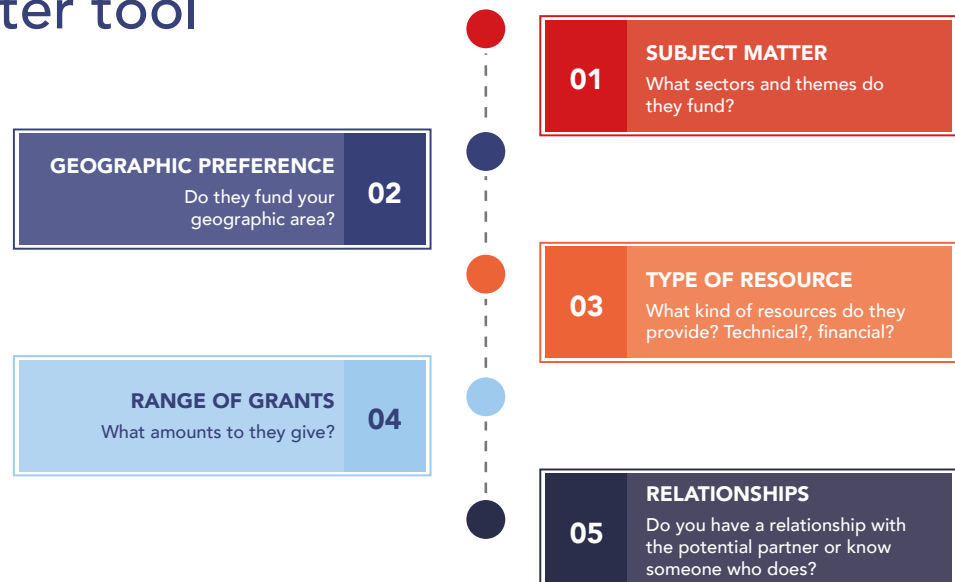 ter tool
01
SUBJECT MATTER
What sectors and themes do
they fund?
GEOGRAPHIC PREFERENCE
Do they fund your
geographic area?
02
03
TYPE OF RESOURCE
What kind of resources do they
provide? Technical?, financial?
RANGE OF GRANTS
What amounts to they give?
04
05
RELATIONSHIPS
Do you have a relationship with
the potential partner or know
someone who does?